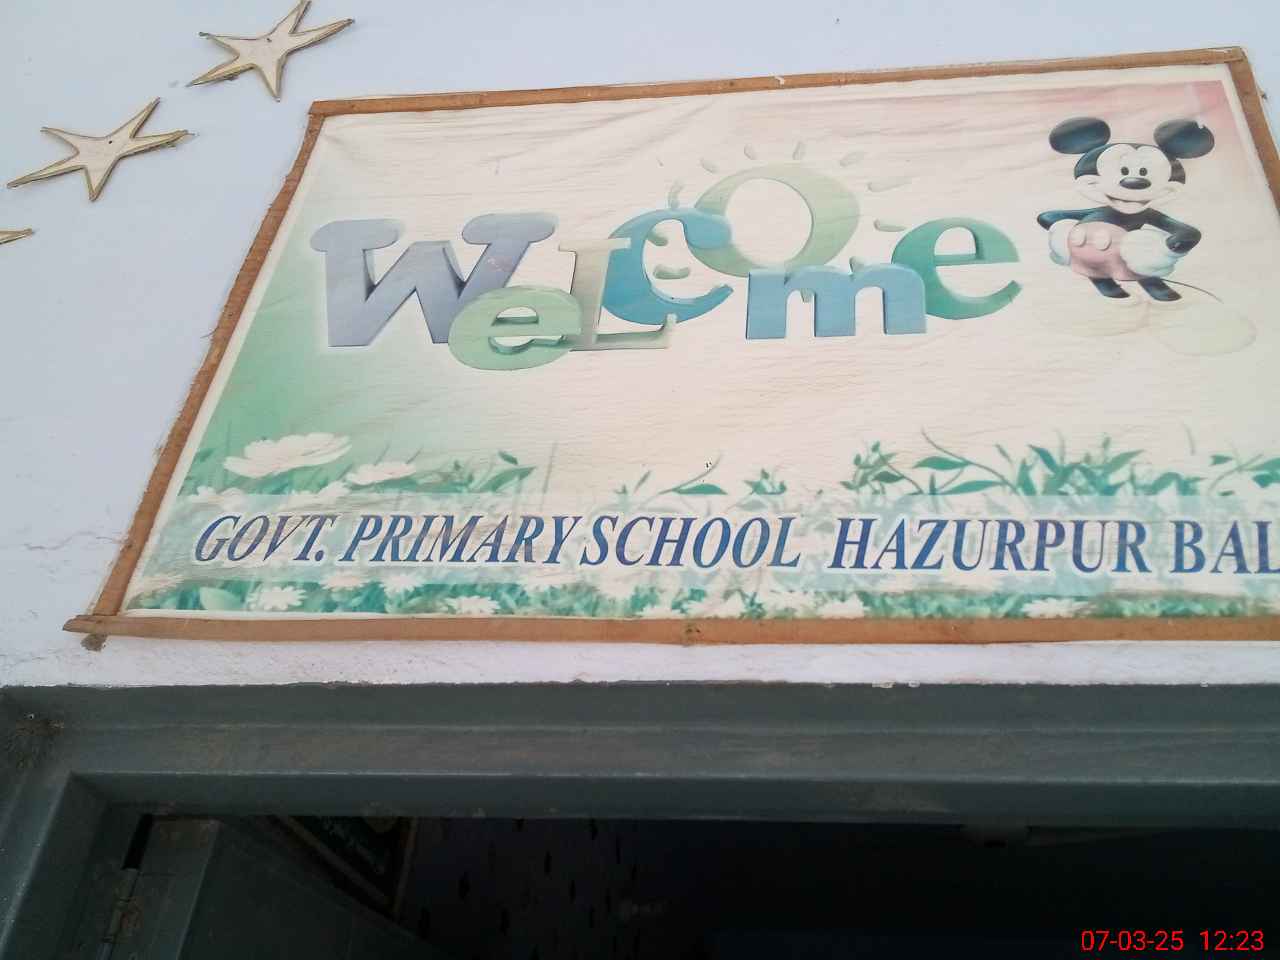 Welcome
GOVT. PRIMARY SCHOOL HAZURPUR BAL
07-03-25 12:23